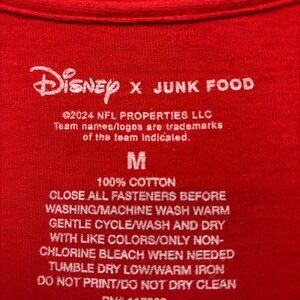 Disney X JUNK FOOD
©2024 NFL PROPERTIES LLC
Team names/logos are trademarks
of the team indicated.
M
100% COTTON
CLOSE ALL FASTENERS BEFORE
WASHING/MACHINE WASH WARM
GENTLE CYCLE/WASH AND DRY
WITH LIKE COLORS/ONLY NON-
CHLORINE BLEACH WHEN NEEDED
TUMBLE DRY LOW/WARM IRON
DO NOT PRINT/DO NOT DRY CLEAN